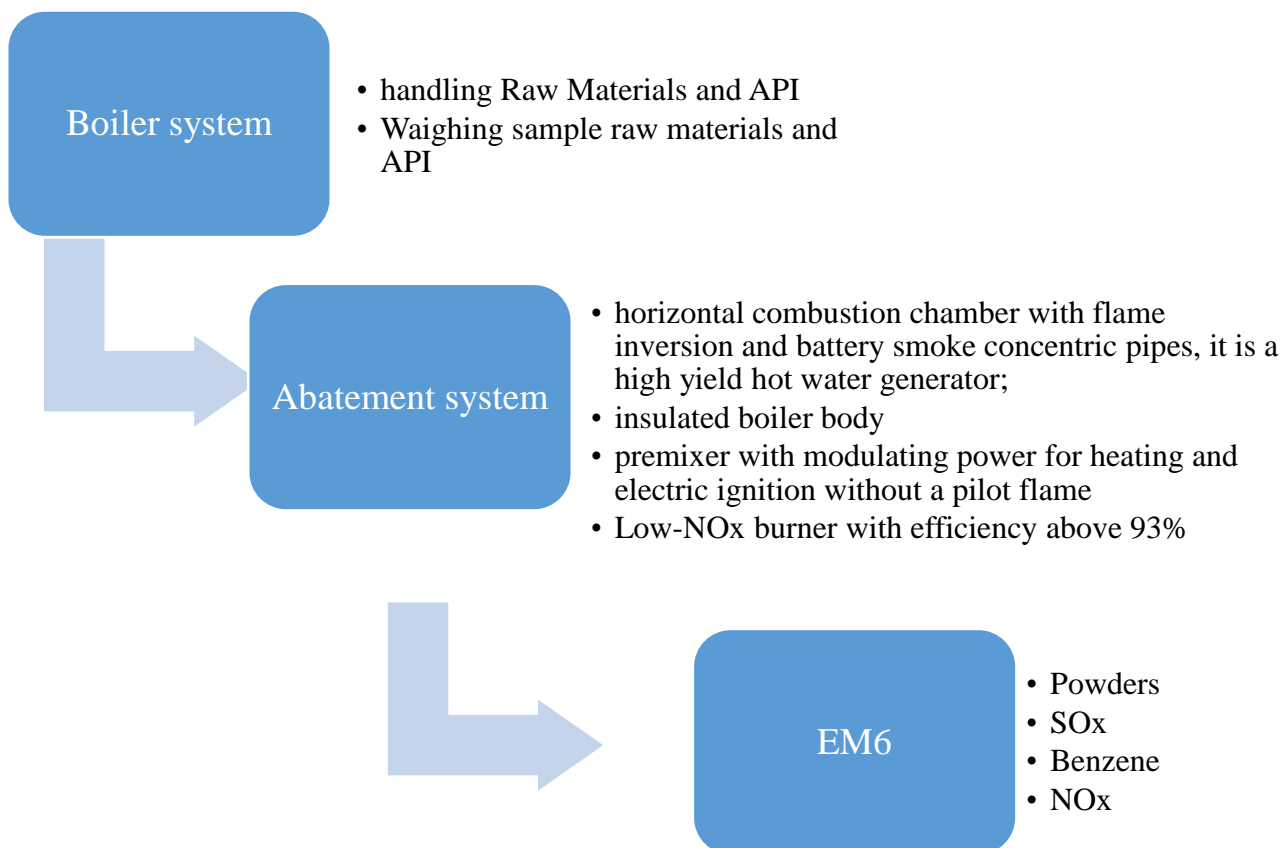 Boiler system
• handling Raw Materials and API
• Waighing sample raw materials and
API
Abatement system
• horizontal combustion chamber with flame
inversion and battery smoke concentric pipes, it is a
high yield hot water generator;
• insulated boiler body
• premixer with modulating power for heating and
electric ignition without a pilot flame
• Low-NOx burner with efficiency above 93%
EM6
• Powders
• SOx
• Benzene
• NOx